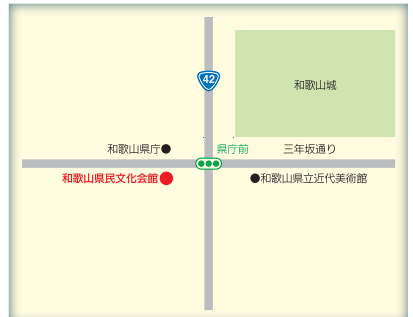 42
和歌山城
和歌山県庁
県庁前
三年坂通り
和歌山県民文化会館
和歌山県立近代美術館